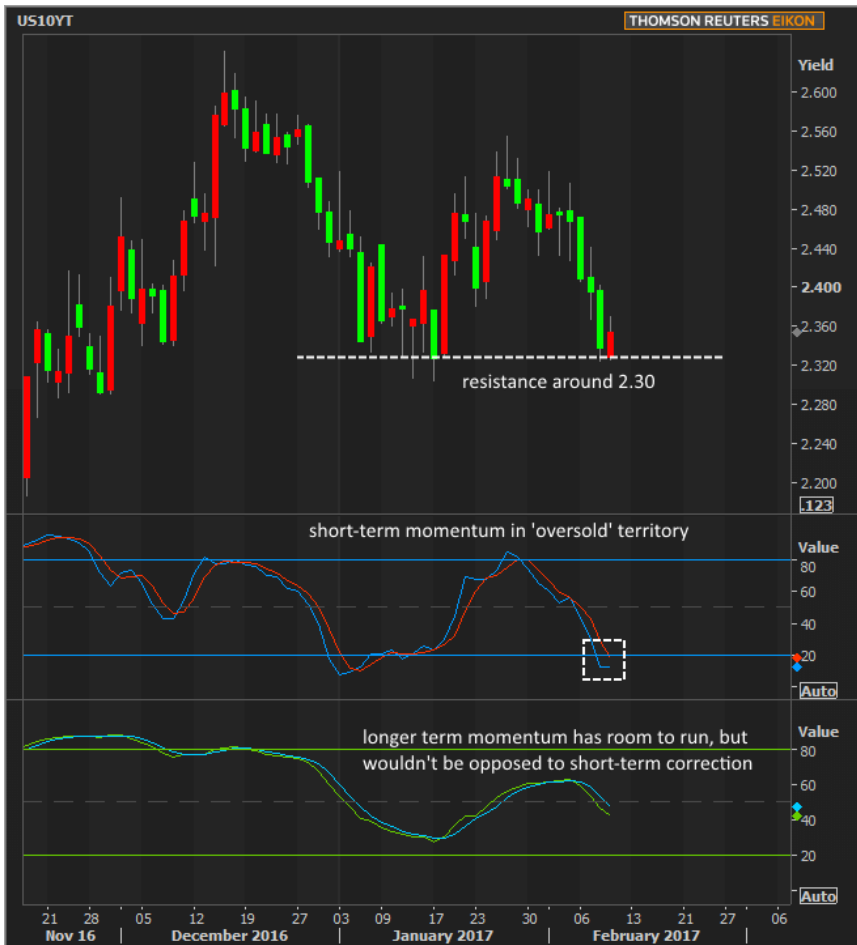 US10YT
THOMSON REUTERS EIKON
Yield
2.600
2.560
2.520
2.480
2.440
2.400
2.360
2.320
resistance around 2.30
2.280
2.240
2.200
.123
short-term momentum in 'oversold' territory
Value
80
60
40
20
Auto
longer term momentum has room to run, but
wouldn't be opposed to short-term correction
Value
80
60
40
20
Auto
21 28 05 12 19 27 03 09 17 23 30 06 13 21 27 06
Nov 16 December 2016 January 2017 February 2017